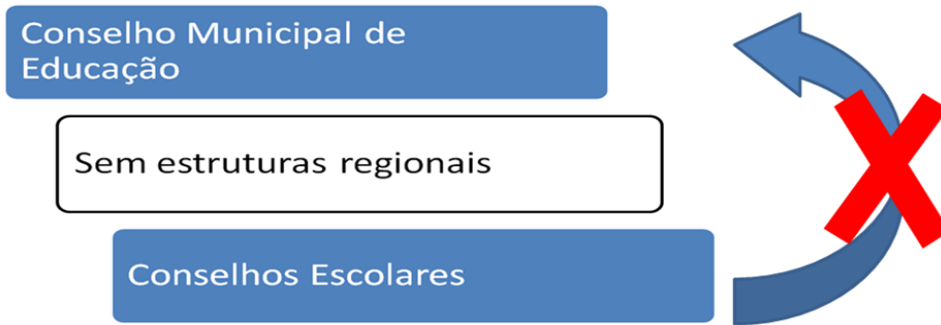 Conselho Municipal de
Educação
Sem estruturas regionais
Conselhos Escolares